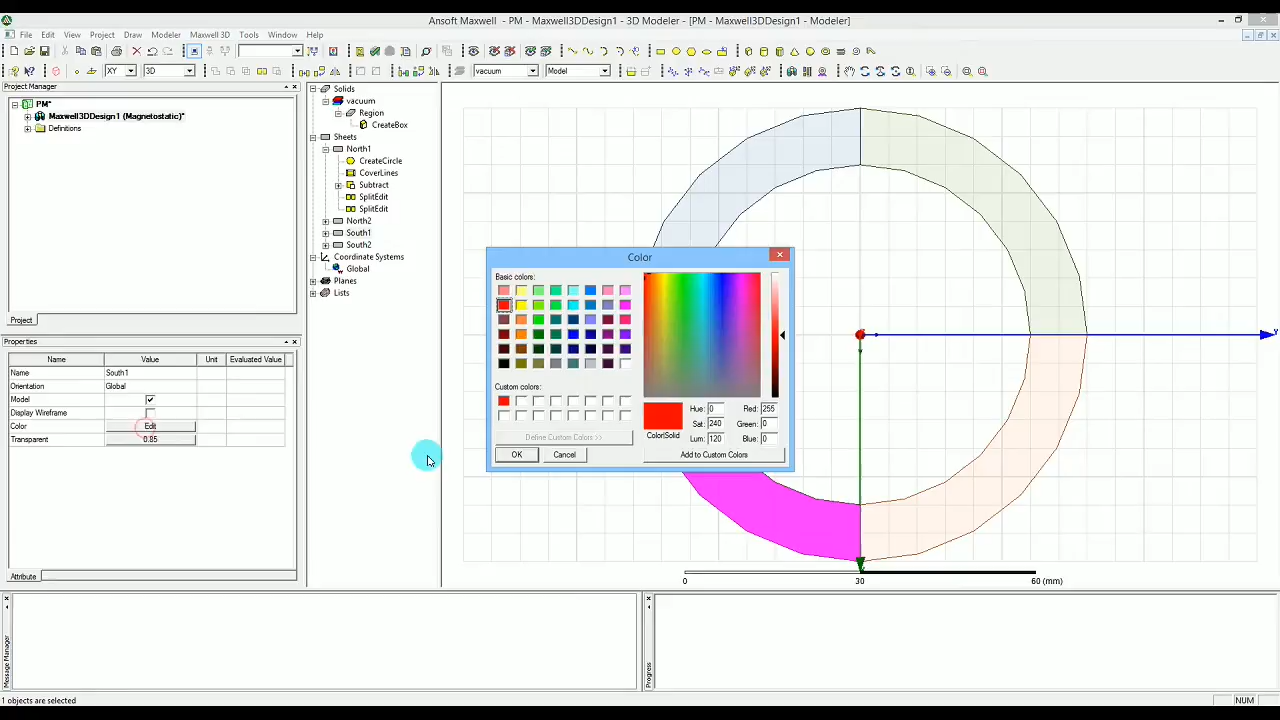 Ansoft Maxwell - PM - Maxwell3DDesign1 - 3D Modeler - [PM - Maxwell3DDesign1 - Modeler]
File Edit View Project Draw Modeler Maxwell 3D Tools Window Help
XY 3D vacuum Model
Project Manager
PM*
Maxwell3DDesign1 (Magnetostatic)*
Definitions
Project
Solids
vacuum
Region
CreateBox
Sheets
North1
CreateCircle
CoverLines
Subtract
SplitEdit
SplitEdit
North2
South1
South2
Coordinate Systems
Global
Planes
Lists
Properties
Name Value Unit Evaluated Value
Name South1
Orientation Global
Model
Display Wireframe
Color Edit
Transparent 0.85
Attribute
Color
Basic colors:
Custom colors:
Define Custom Colors >>
OK Cancel
Color|Solid
Hue: 0 Red: 255
Sat: 240 Green: 0
Lum: 120 Blue: 0
Add to Custom Colors
0 30 60 (mm)
Message Manager
Progress
1 objects are selected
NUM